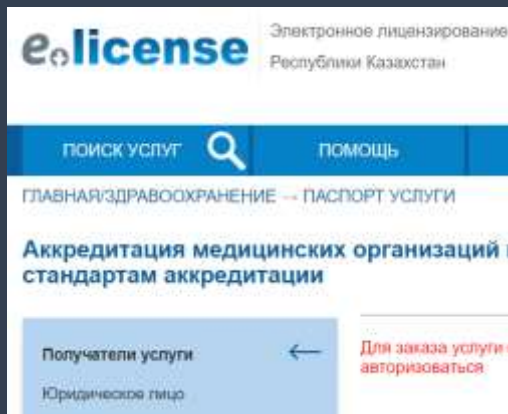 e.license
Электронное лицензирование
Республики Казахстан
ПОИСК УСЛУГ
ПОМОЩЬ
ГЛАВНАЯ/ЗДРАВООХРАНЕНИЕ → ПАСПОРТ УСЛУГИ
Аккредитация медицинских организаций
стандартам аккредитации
Получатели услуги ←
Для заказа услуги
авторизоваться
Юридическое лицо